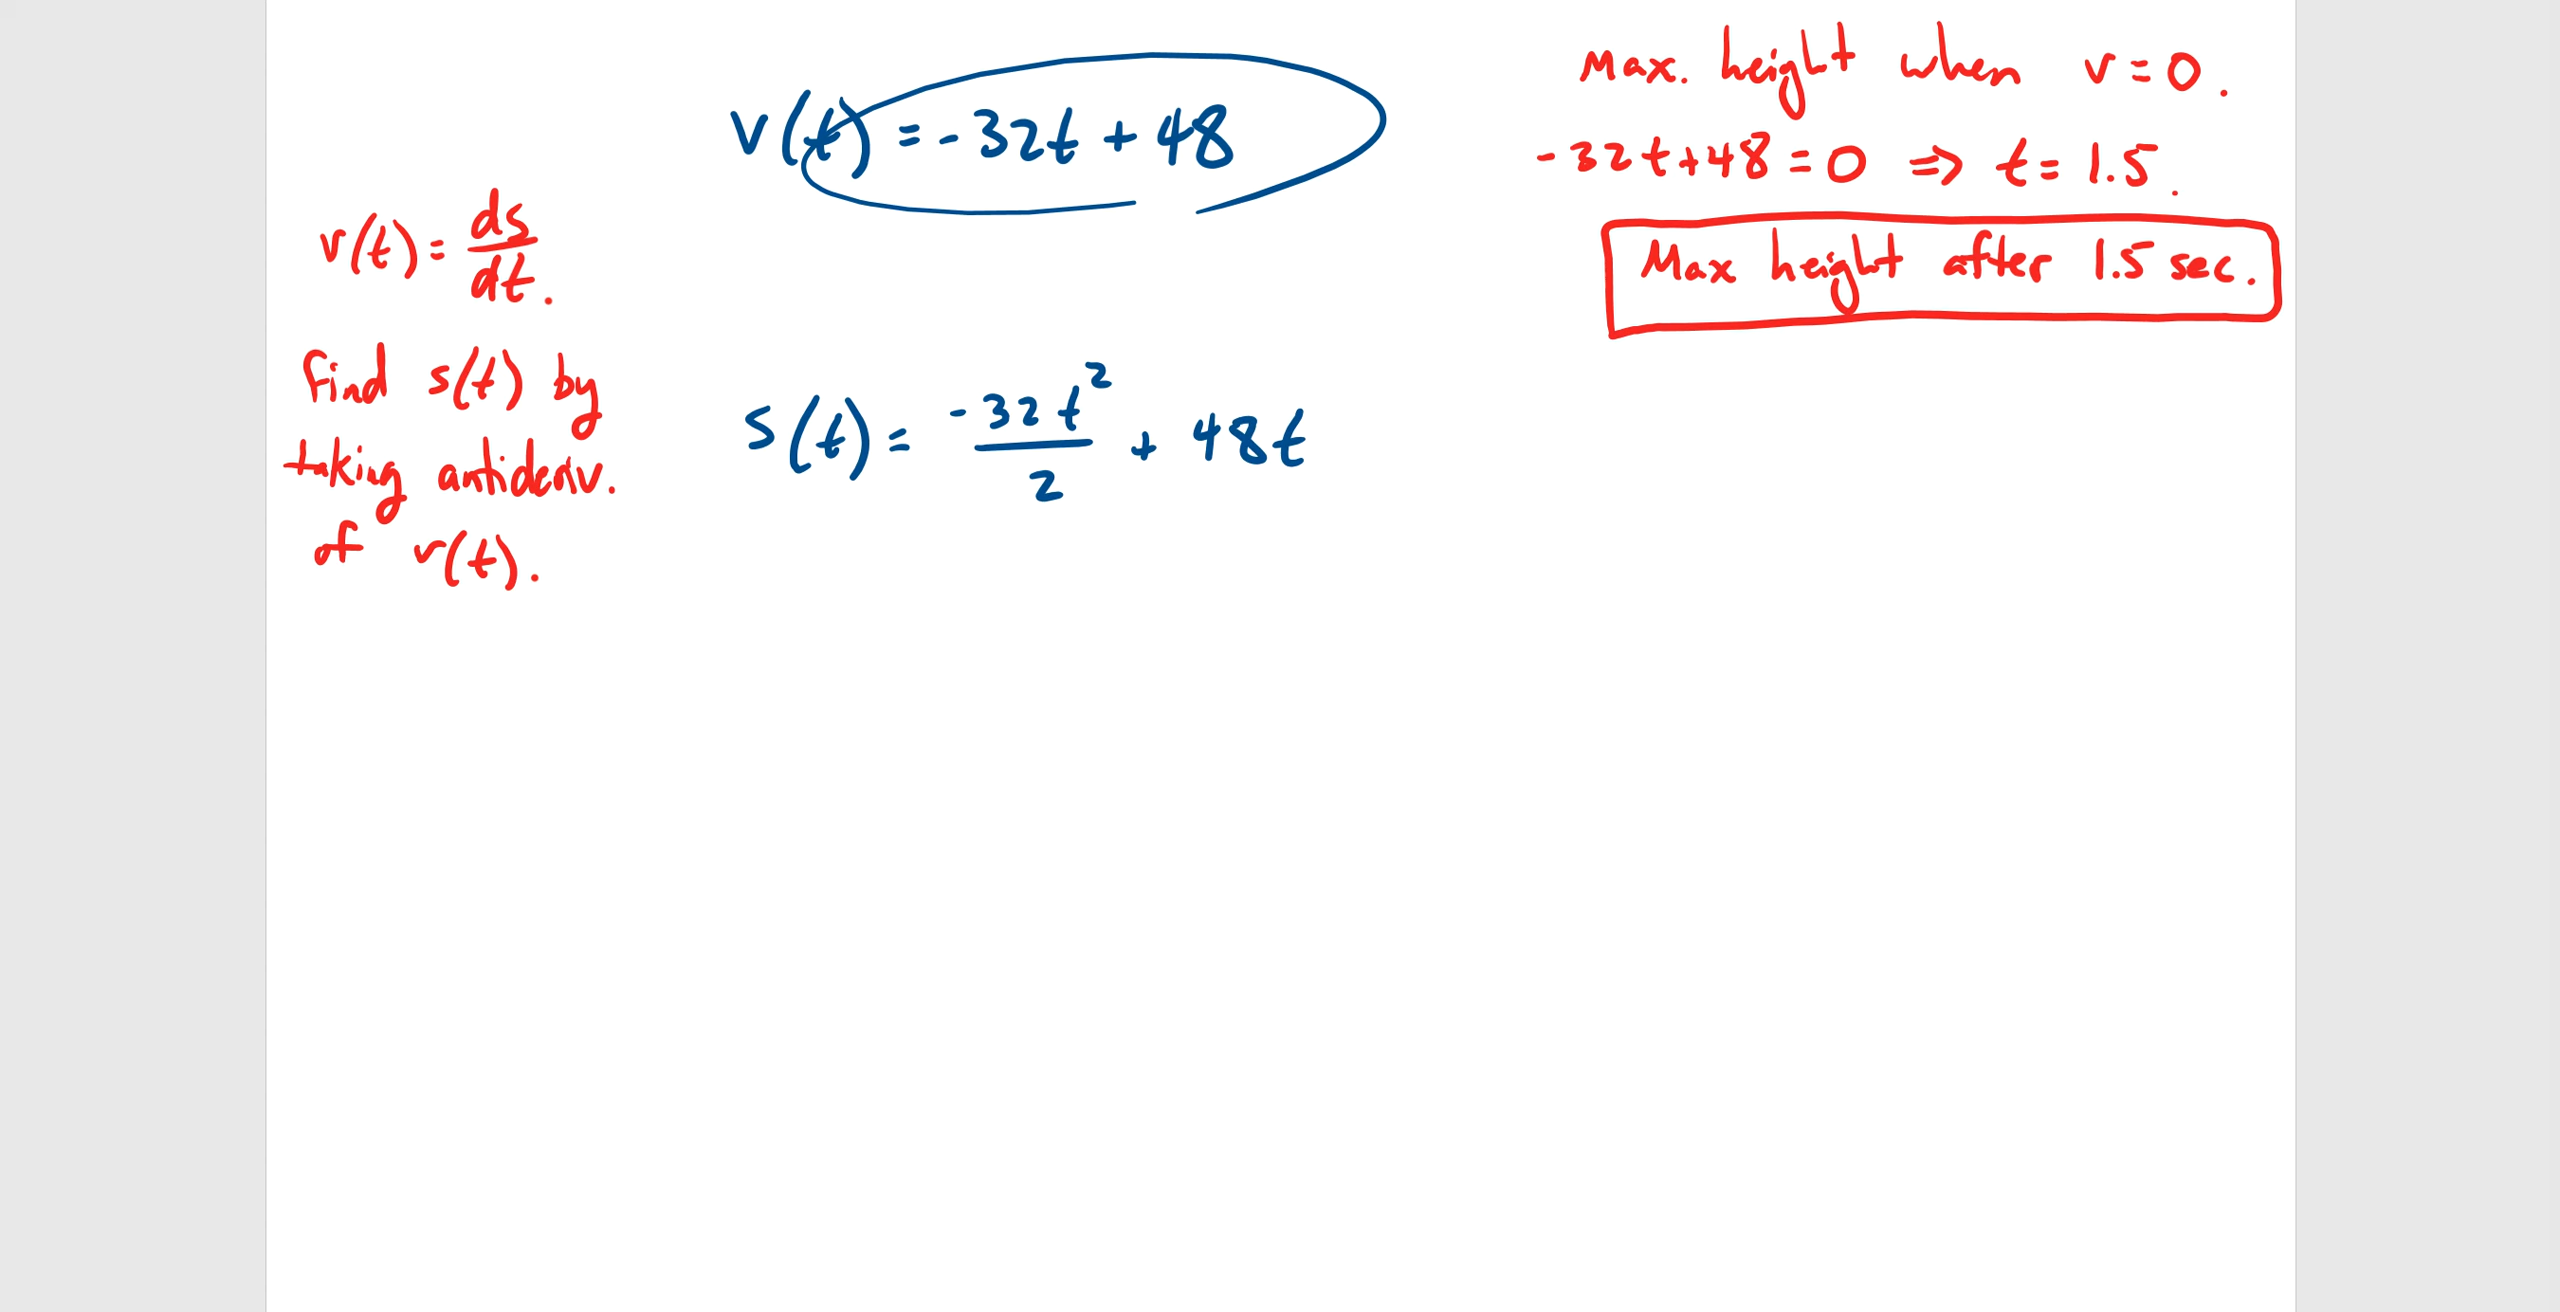 v(t) = -32t + 48
v(t) = ds/dt.
Find s(t) by
taking antideriv.
of v(t).
s(t) = -32t²/2 + 48t
Max. height when v = 0.
-32t + 48 = 0 ⇒ t = 1.5.
Max height after 1.5 sec.